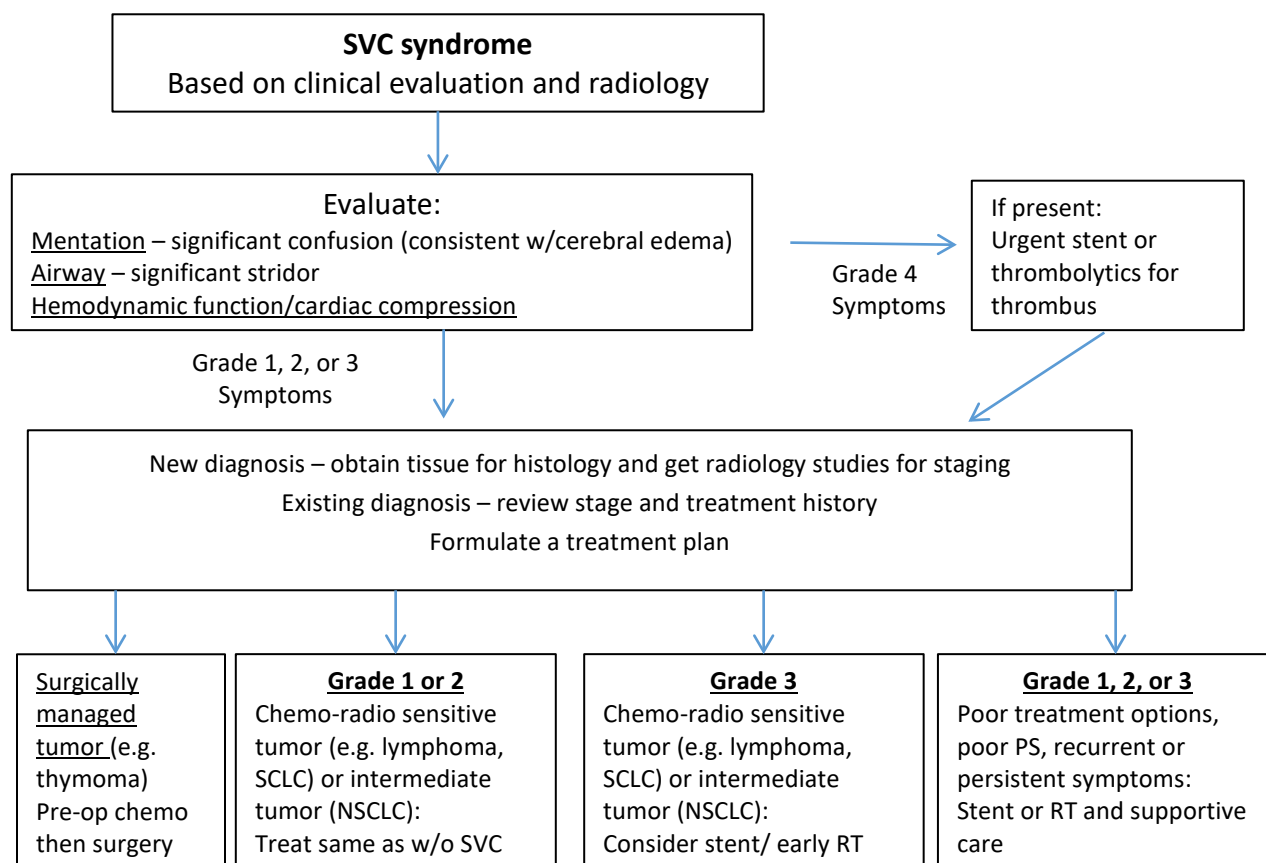 SVC syndrome
Based on clinical evaluation and radiology
Evaluate:
Mentation – significant confusion (consistent w/cerebral edema)
Airway – significant stridor
Hemodynamic function/cardiac compression
Grade 4
Symptoms
If present:
Urgent stent or
thrombolytics for
thrombus
Grade 1, 2, or 3
Symptoms
New diagnosis – obtain tissue for histology and get radiology studies for staging
Existing diagnosis – review stage and treatment history
Formulate a treatment plan
Surgically
managed
tumor (e.g.
thymoma)
Pre-op chemo
then surgery
Grade 1 or 2
Chemo-radio sensitive
tumor (e.g. lymphoma,
SCLC) or intermediate
tumor (NSCLC):
Treat same as w/o SVC
Grade 3
Chemo-radio sensitive
tumor (e.g. lymphoma,
SCLC) or intermediate
tumor (NSCLC):
Consider stent/ early RT
Grade 1, 2, or 3
Poor treatment options,
poor PS, recurrent or
persistent symptoms:
Stent or RT and supportive
care